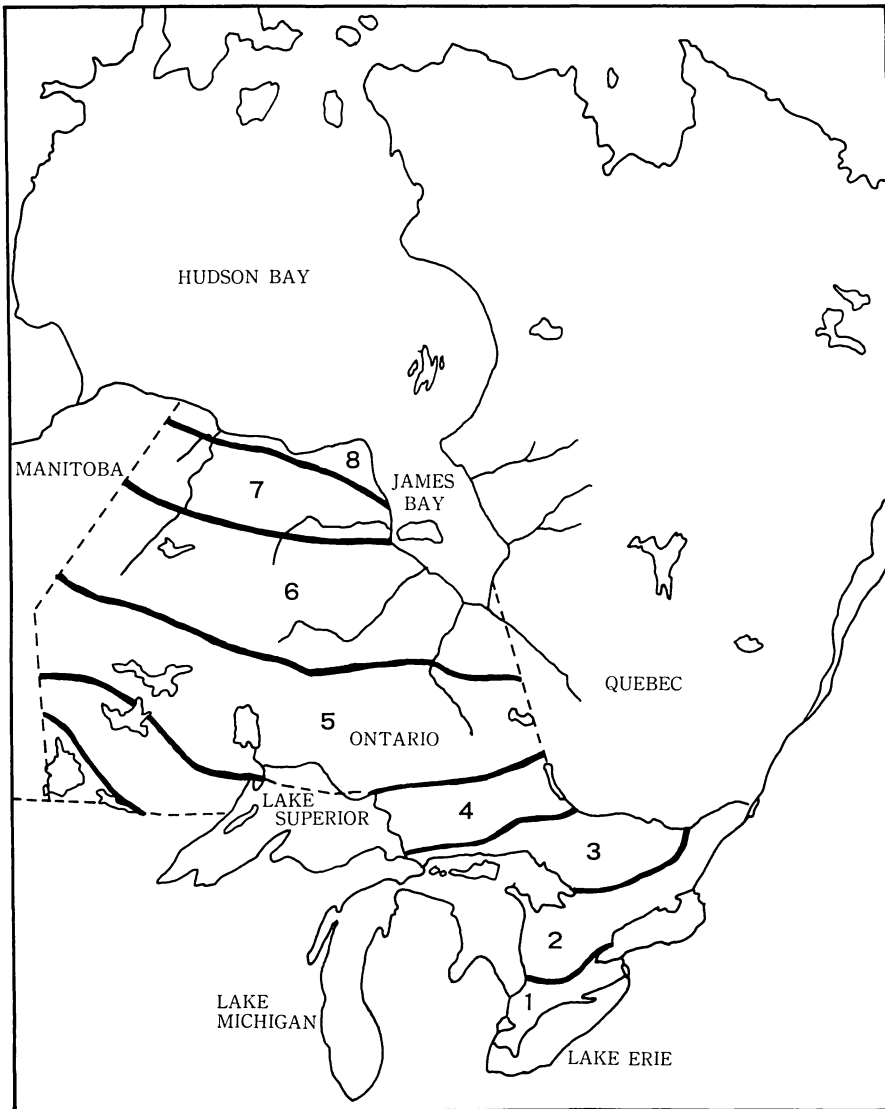 HUDSON BAY
MANITOBA
8
7
JAMES
BAY
6
QUEBEC
5
ONTARIO
LAKE
SUPERIOR
4
3
2
1
LAKE
MICHIGAN
LAKE ERIE